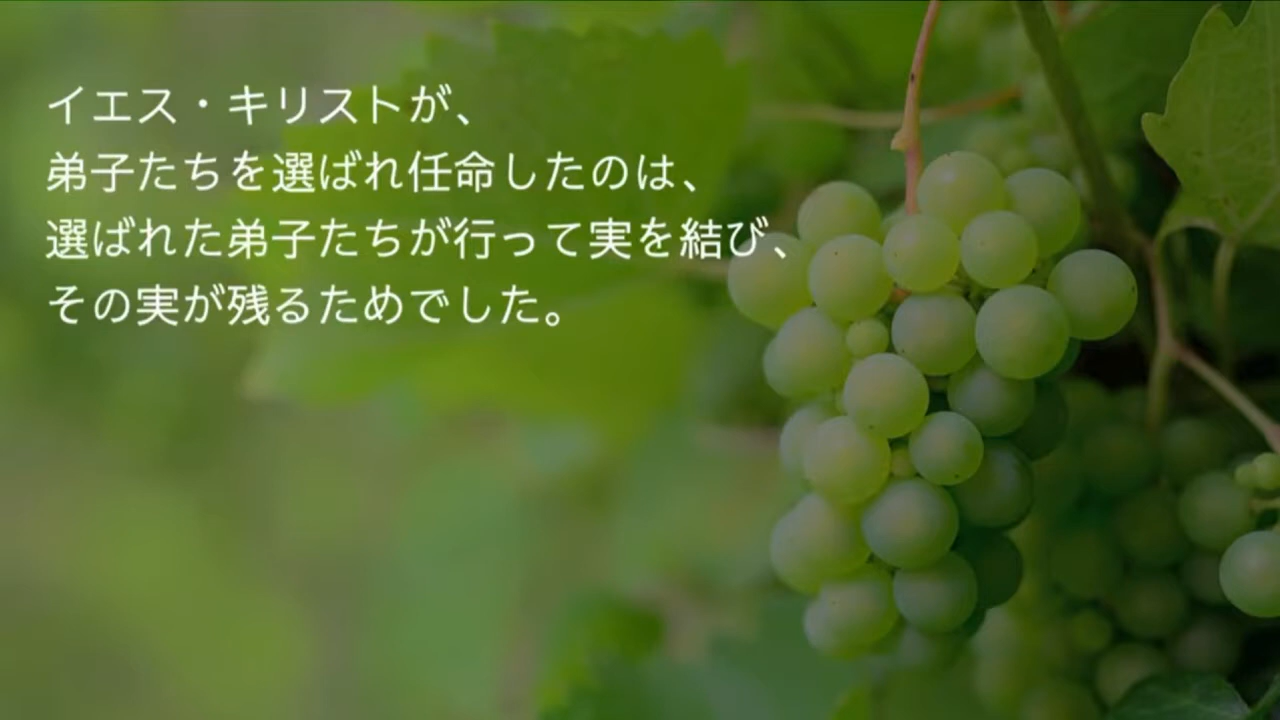 イエス・キリストが、
弟子たちを選ばれ任命したのは、
選ばれた弟子たちが行って実を結び、
その実が残るためでした。